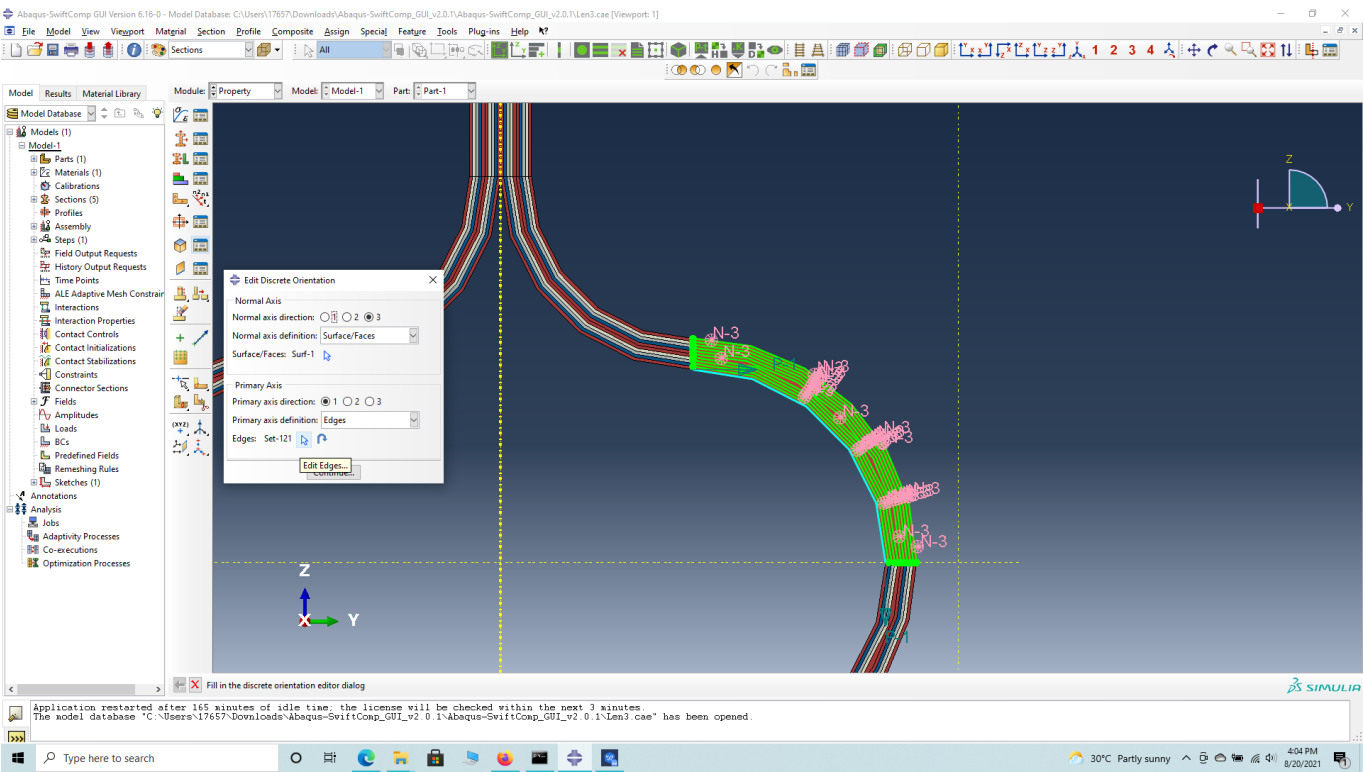 Abaqus-SwiftComp GUI Version 6.16-0 - Model Database: C:\Users\17657\Downloads\Abaqus-SwiftComp_GUI_v2.0.1\Abaqus-SwiftComp_GUI_v2.0.1\Len3.cae [Viewport: 1]
File Model View Viewport Material Section Profile Composite Assign Special Feature Tools Plug-ins Help
Sections All 1 2 3 4
Model Results Material Library Module: Property Model: Model-1 Part: Part-1
Model Database
Models (1)
Model-1
Parts (1)
Materials (1)
Calibrations
Sections (5)
Profiles
Assembly
Steps (1)
Field Output Requests
History Output Requests
Time Points
ALE Adaptive Mesh Constrain
Interactions
Interaction Properties
Contact Controls
Contact Initializations
Contact Stabilizations
Constraints
Connector Sections
Fields
Amplitudes
Loads
BCs
Predefined Fields
Remeshing Rules
Sketches (1)
Annotations
Analysis
Jobs
Adaptivity Processes
Co-executions
Optimization Processes
(XYZ)
Edit Discrete Orientation
Normal Axis
Normal axis direction: 1 2 3
Normal axis definition: Surface/Faces
Surface/Faces: Surf-1
Primary Axis
Primary axis direction: 1 2 3
Primary axis definition: Edges
Edges: Set-121
Edit Edges...
Continue...
N-3
N-3
P-1
N-3
N-3
N-3
N-3
Z
X
Y
Z
X
Y
Fill in the discrete orientation editor dialog
SIMULIA
Application restarted after 165 minutes of idle time; the license will be checked within the next 3 minutes.
The model database "C:\Users\17657\Downloads\Abaqus-SwiftComp_GUI_v2.0.1\Abaqus-SwiftComp_GUI_v2.0.1\Len3.cae" has been opened.
>>>
Type here to search
30°C Partly sunny
4:04 PM
8/20/2021
1